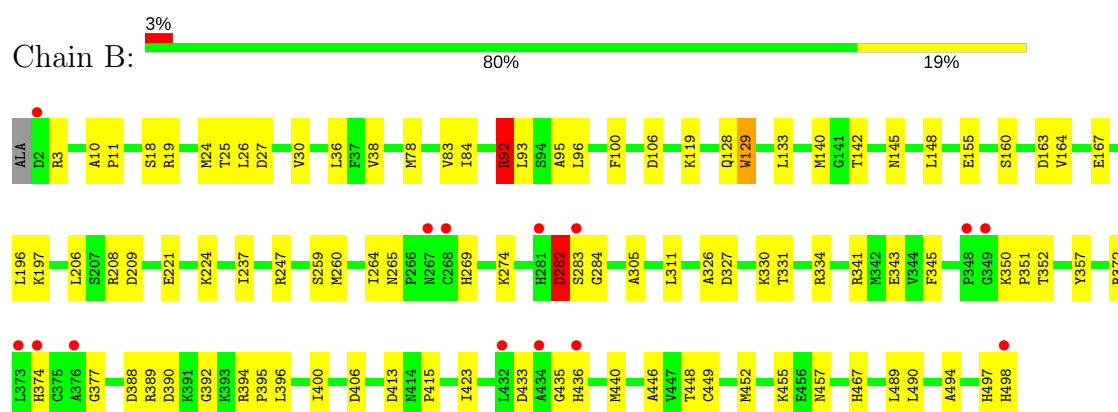 3%
Chain B:
80% 19%
ALA D2 R3 A10 P11 S18 R19 M24 T25 L26 D27 V30 L36 F37 V38 M78 V83 I84 R92 L93 S94 A95 L96 F100 D106 K119 Q128 W129 L133 M140 G141 T142 N145 L148 E155 S160 D163 V164 E167
L196 K197 L206 S207 R208 D209 E221 K224 I237 R247 S259 M260 I264 N265 P266 N267 C268 H269 K274 H281 D282 S283 G284 A305 L311 A326 D327 K330 T331 R334 R341 M342 E343 V344 F345 P348 G349 K350 P351 T352 Y357
L373 H374 C375 A376 G377 D388 R389 D390 K391 G392 K393 R394 P395 L396 I400 D406 D413 N414 P415 I423 L432 D433 A434 G435 H436 M440 A446 V447 T448 C449 M452 K455 E456 N457 H467 L489 L490 A494 H497 H498